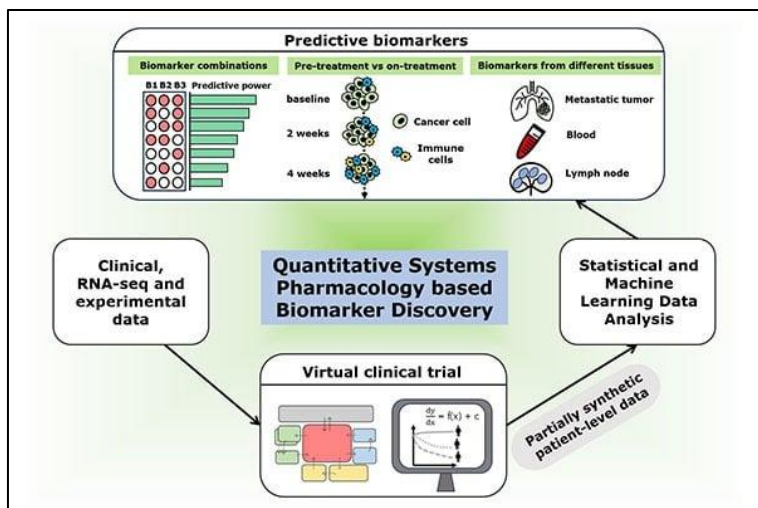 Predictive biomarkers
Biomarker combinations
B1 B2 B3 Predictive power
Pre-treatment vs on-treatment
baseline
2 weeks
4 weeks
Cancer cell
Immune
cells
Biomarkers from different tissues
Metastatic tumor
Blood
Lymph node
Clinical,
RNA-seq and
experimental
data
Quantitative Systems
Pharmacology based
Biomarker Discovery
Statistical and
Machine
Learning Data
Analysis
Virtual clinical trial
dy
dx
= f(x) + c
Partially synthetic
patient-level data